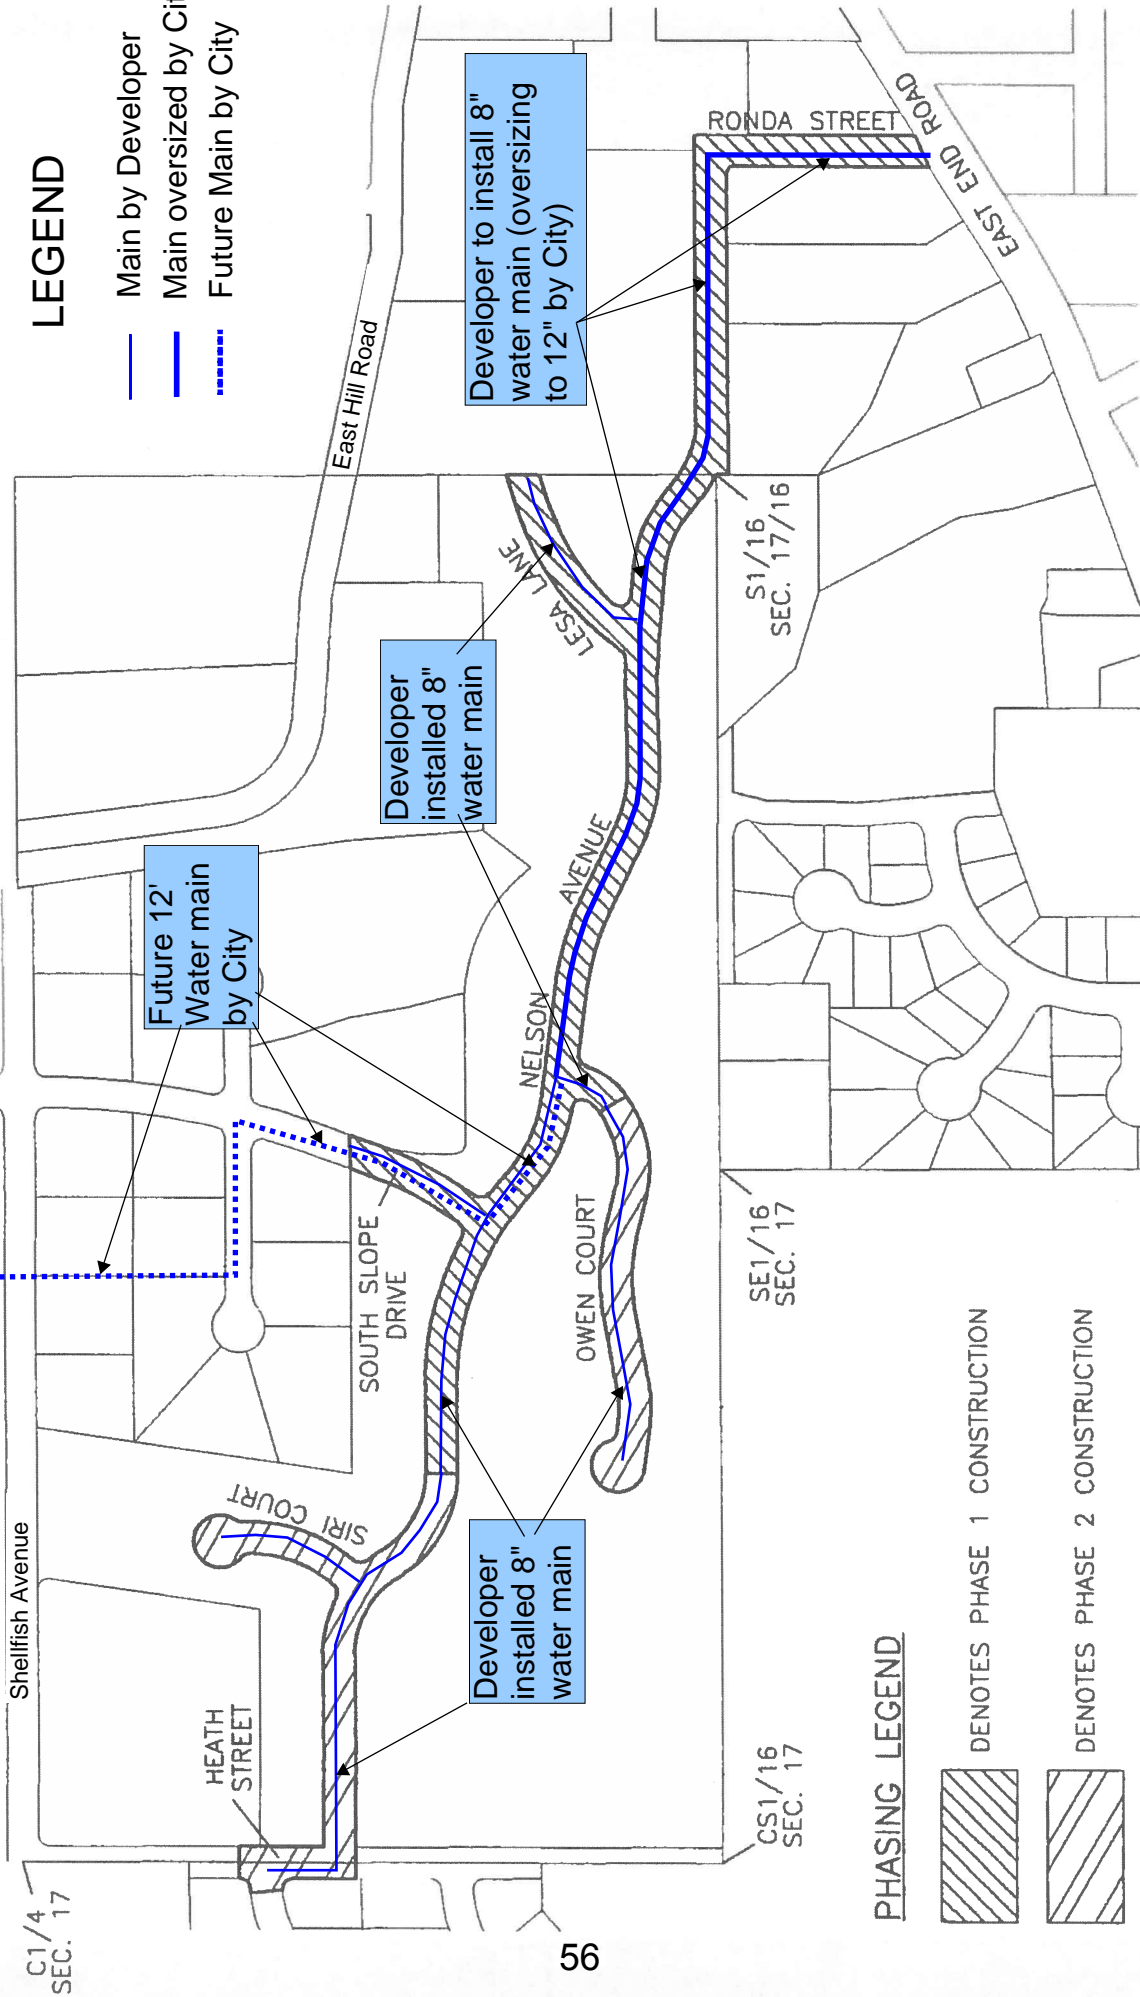 LEGEND
Main by Developer
Main oversized by Cit
Future Main by City
Shellfish Avenue
East Hill Road
Future 12'
Water main
by City
Developer
installed 8"
water main
Developer to install 8"
water main (oversizing
to 12" by City)
Developer
installed 8"
water main
C1/4
SEC. 17
HEATH
STREET
SIRI COURT
SOUTH SLOPE
DRIVE
NELSON
AVENUE
LESA LANE
RONDA STREET
EAST END ROAD
EAST END ROAD
OWEN COURT
CS1/16
SEC. 17
SE1/16
SEC. 17
S1/16
SEC. 17/16
PHASING LEGEND
DENOTES PHASE 1 CONSTRUCTION
DENOTES PHASE 2 CONSTRUCTION
56